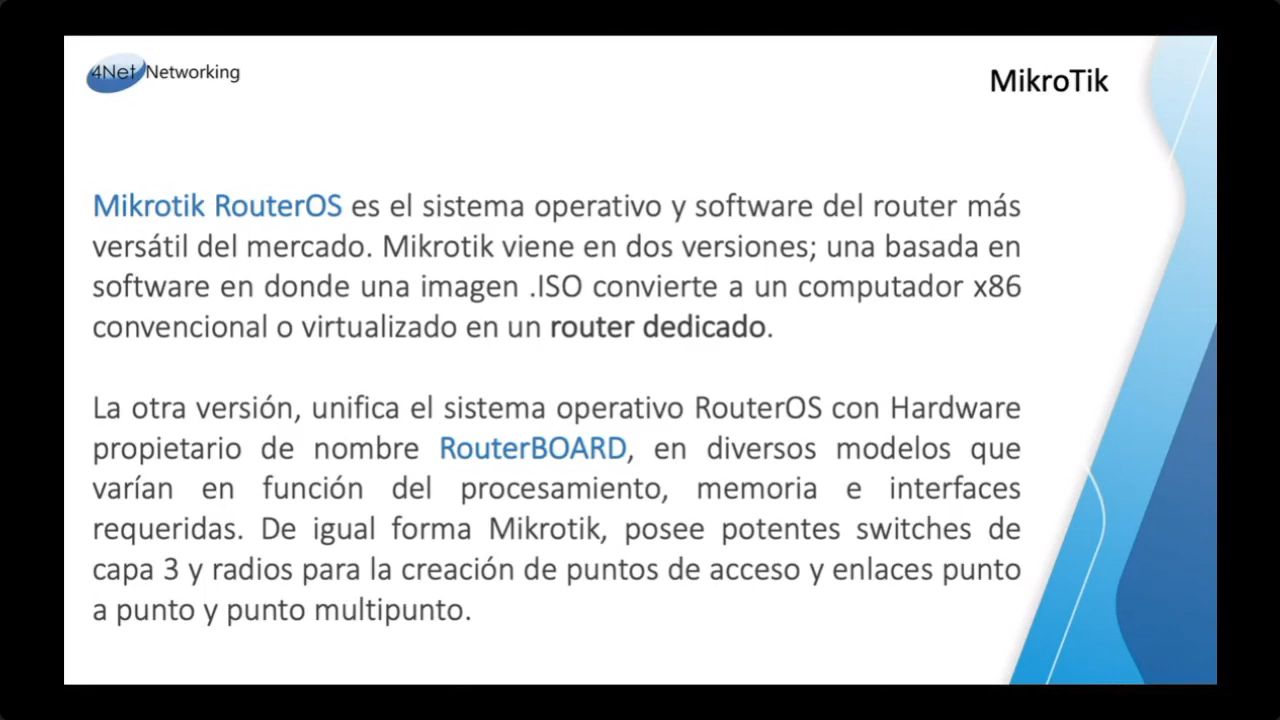 4Net Networking
MikroTik
Mikrotik RouterOS es el sistema operativo y software del router más
versátil del mercado. Mikrotik viene en dos versiones; una basada en
software en donde una imagen .ISO convierte a un computador x86
convencional o virtualizado en un router dedicado.
La otra versión, unifica el sistema operativo RouterOS con Hardware
propietario de nombre RouterBOARD, en diversos modelos que
varían en función del procesamiento, memoria e interfaces
requeridas. De igual forma Mikrotik, posee potentes switches de
capa 3 y radios para la creación de puntos de acceso y enlaces punto
a punto y punto multipunto.